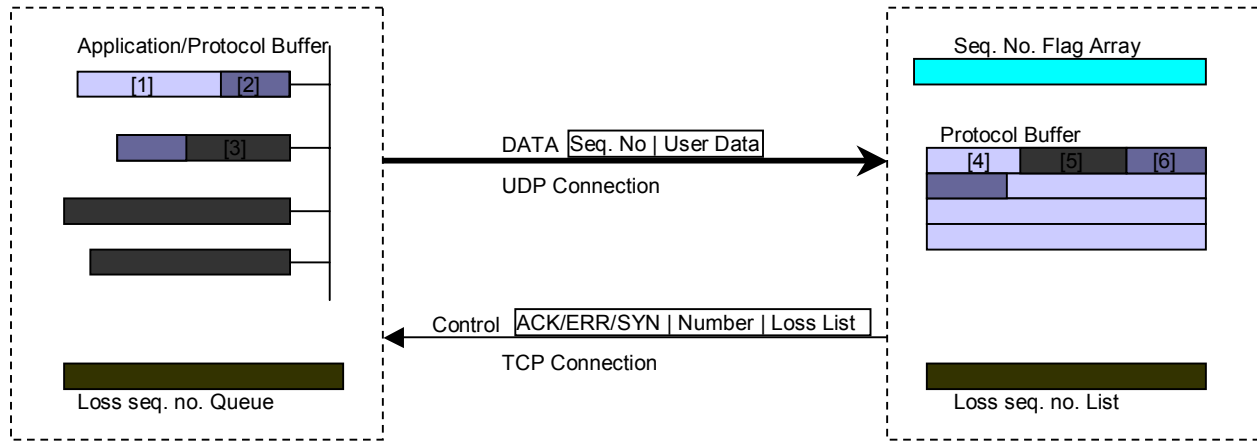 Application/Protocol Buffer
[1] [2]
[3]
Loss seq. no. Queue
DATA Seq. No | User Data
UDP Connection
Control ACK/ERR/SYN | Number | Loss List
TCP Connection
Seq. No. Flag Array
Protocol Buffer
[4] [5] [6]
Loss seq. no. List